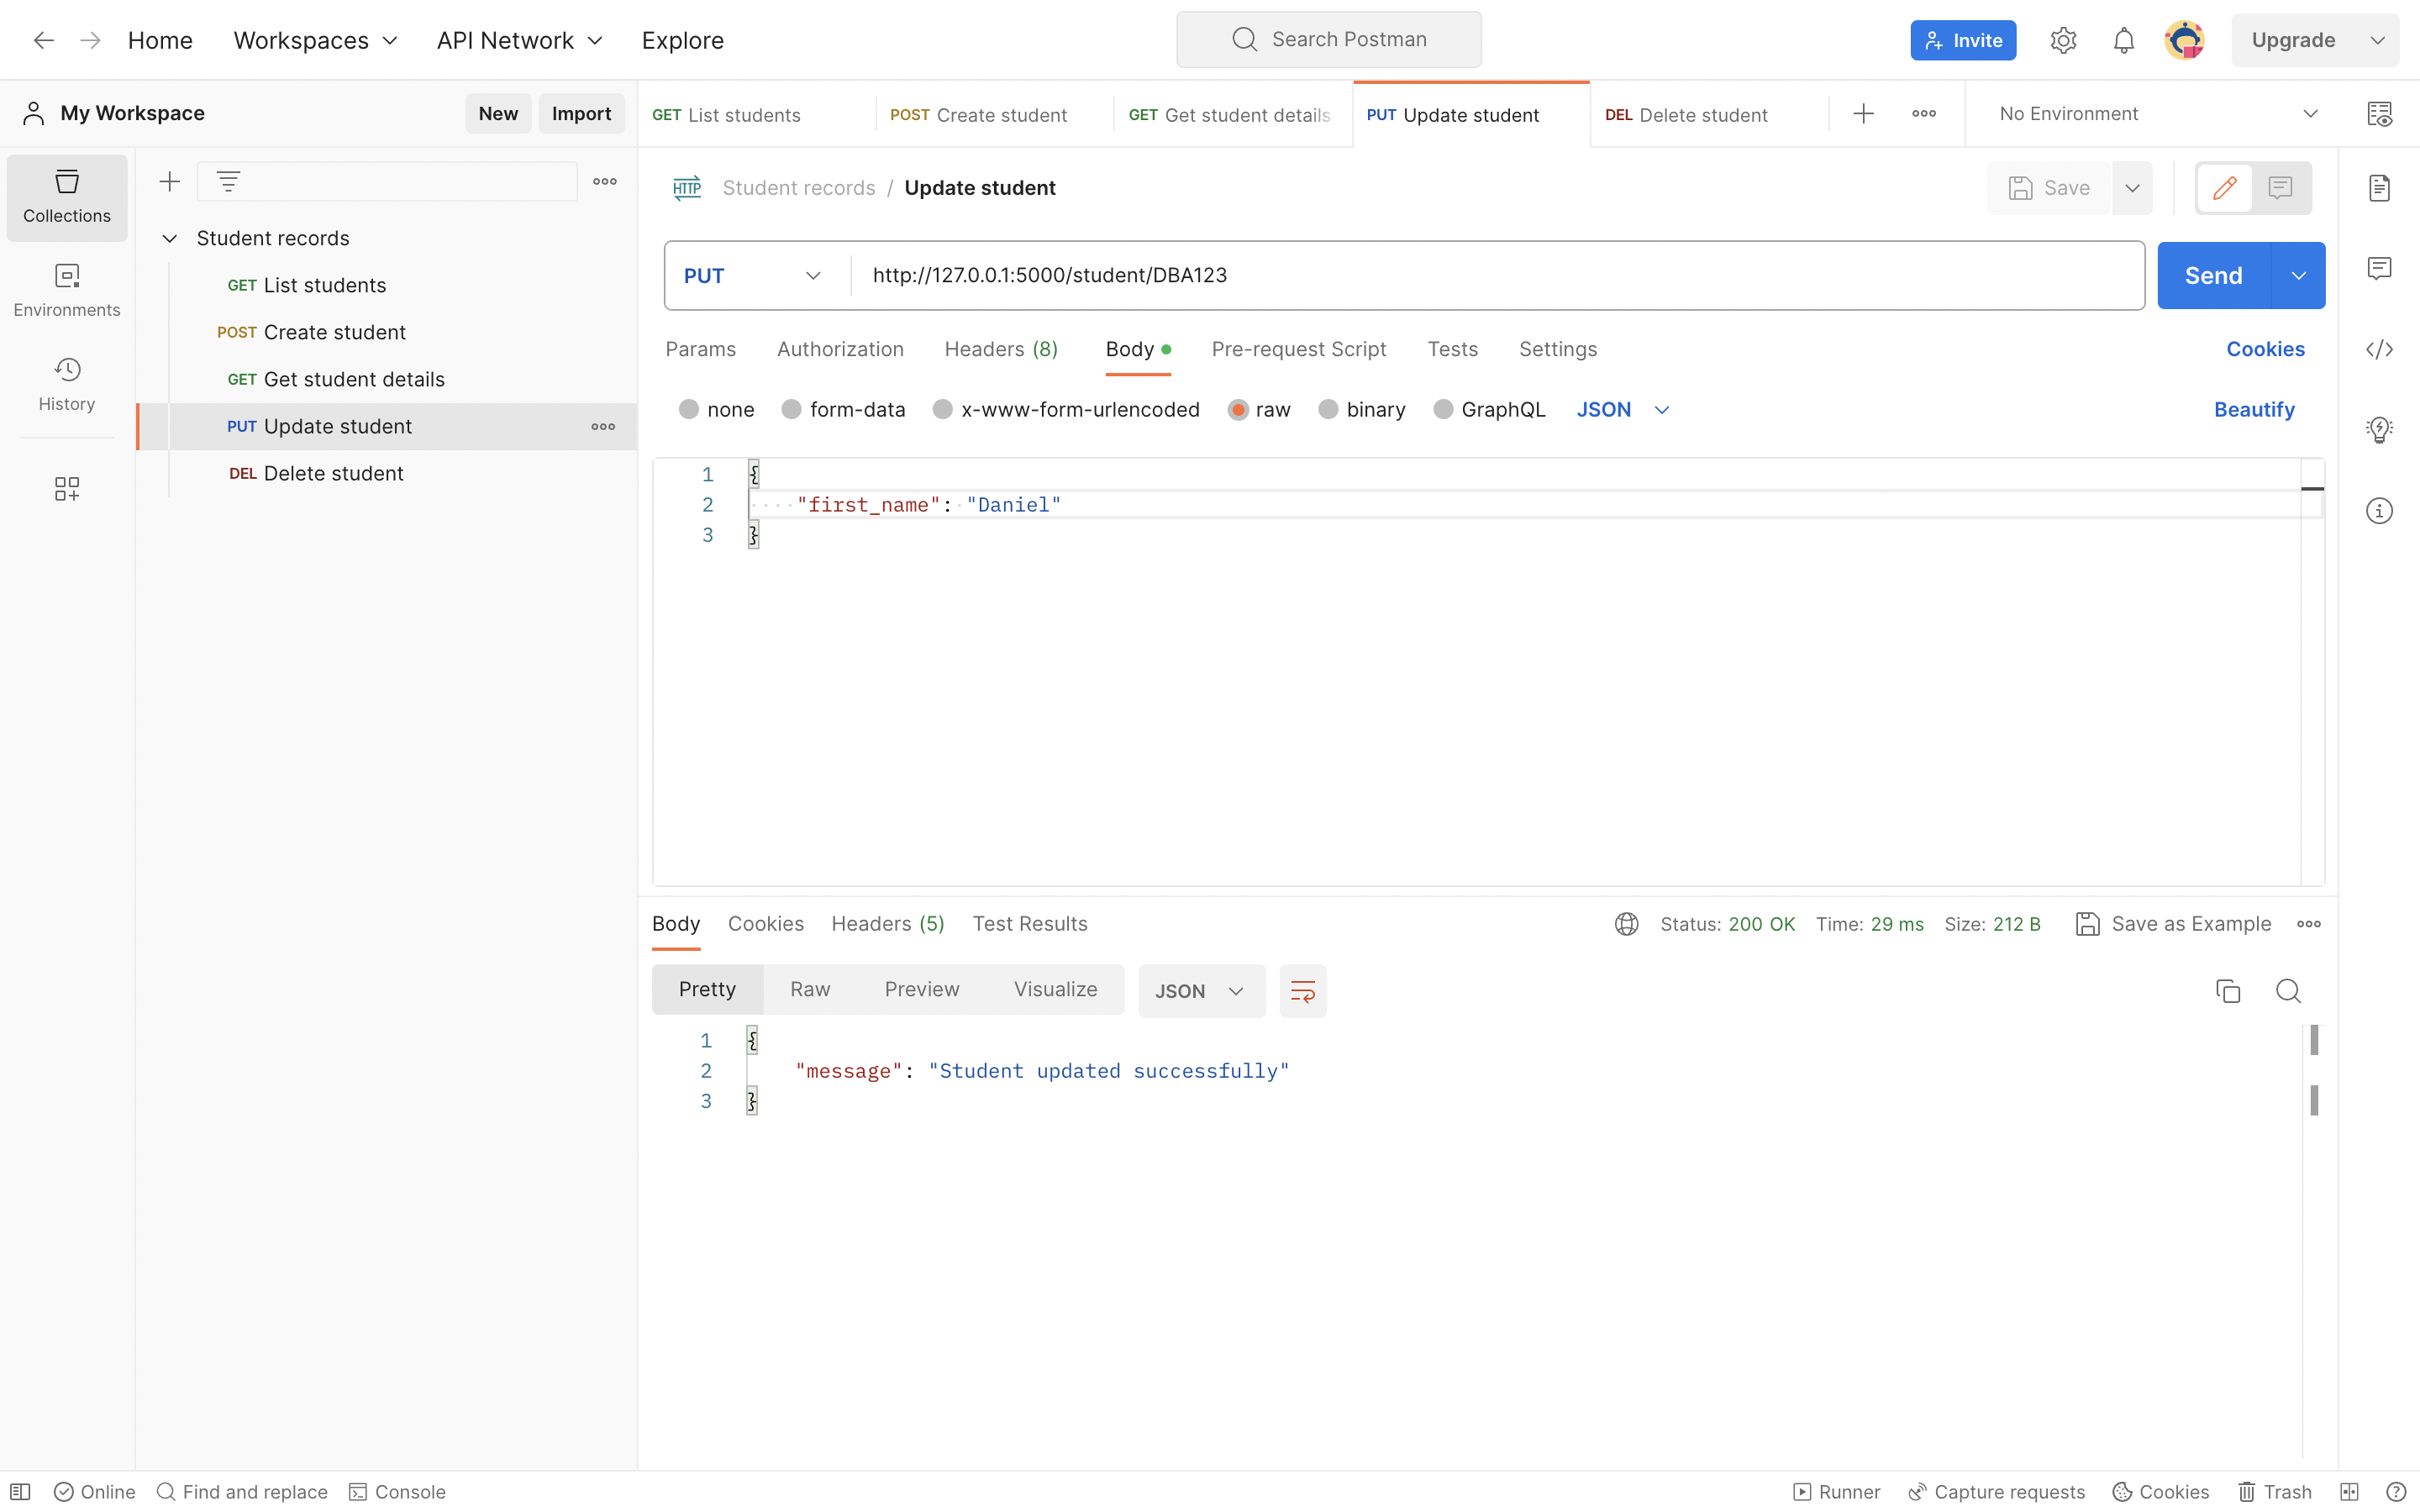 Home Workspaces API Network Explore Search Postman Invite Upgrade
My Workspace New Import GET List students POST Create student GET Get student details PUT Update student DEL Delete student No Environment
Collections
Environments
History
Student records
GET List students
POST Create student
GET Get student details
PUT Update student
DEL Delete student
HTTP Student records / Update student Save
PUT http://127.0.0.1:5000/student/DBA123 Send
Params Authorization Headers (8) Body Pre-request Script Tests Settings Cookies
none form-data x-www-form-urlencoded raw binary GraphQL JSON Beautify
1 {
2 "first_name": "Daniel"
3 }
Body Cookies Headers (5) Test Results Status: 200 OK Time: 29 ms Size: 212 B Save as Example
Pretty Raw Preview Visualize JSON
1 {
2 "message": "Student updated successfully"
3 }
Online Find and replace Console Runner Capture requests Cookies Trash